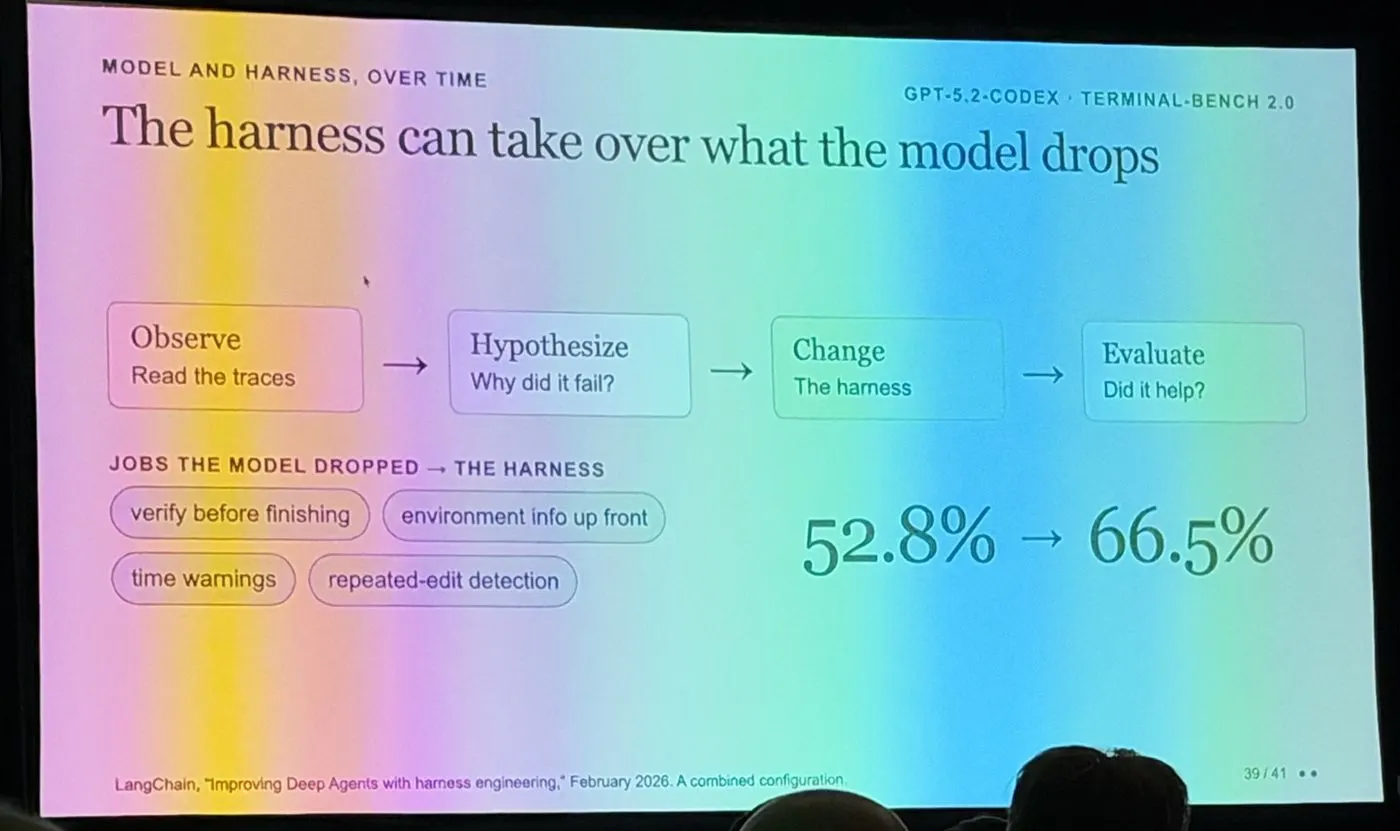 MODEL AND HARNESS, OVER TIME
GPT-5.2-CODEX · TERMINAL-BENCH 2.0
The harness can take over what the model drops
Observe
Read the traces
→
Hypothesize
Why did it fail?
→
Change
The harness
→
Evaluate
Did it help?
JOBS THE MODEL DROPPED → THE HARNESS
verify before finishing
environment info up front
time warnings
repeated-edit detection
52.8% → 66.5%
LangChain, "Improving Deep Agents with harness engineering," February 2026. A combined configuration.
39 / 41